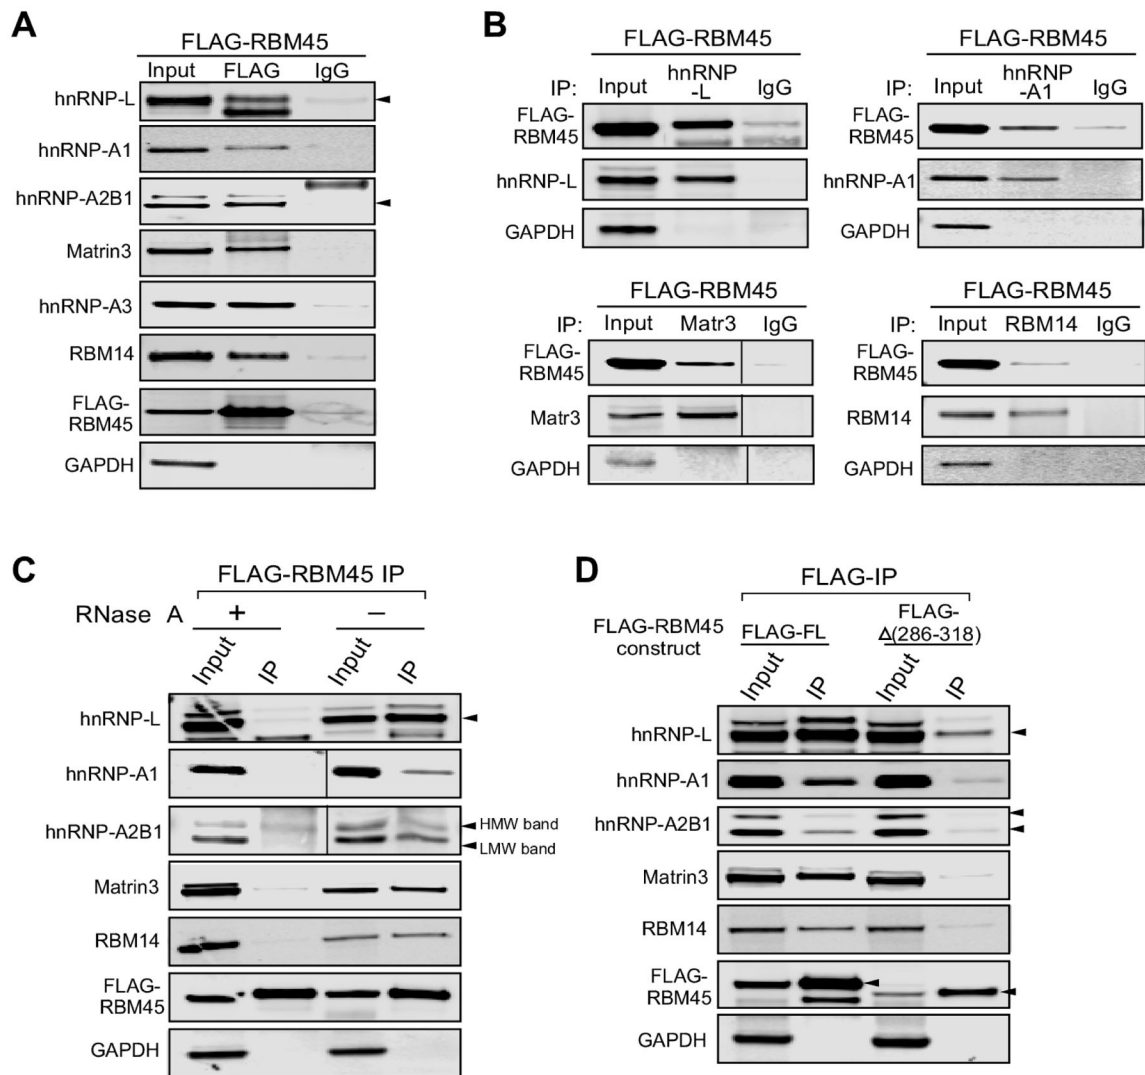 A
FLAG-RBM45
Input FLAG IgG
hnRNP-L
hnRNP-A1
hnRNP-A2B1
Matrin3
hnRNP-A3
RBM14
FLAG-
RBM45
GAPDH
B
FLAG-RBM45
IP: Input hnRNP
-L IgG
FLAG-
RBM45
hnRNP-L
GAPDH
FLAG-RBM45
IP: Input hnRNP
-A1 IgG
FLAG-
RBM45
hnRNP-A1
GAPDH
FLAG-RBM45
IP: Input Matr3 IgG
FLAG-
RBM45
Matr3
GAPDH
FLAG-RBM45
IP: Input RBM14 IgG
FLAG-
RBM45
RBM14
GAPDH
C
FLAG-RBM45 IP
RNase A + –
Input IP Input IP
hnRNP-L
hnRNP-A1
hnRNP-A2B1
HMW band
LMW band
Matrin3
RBM14
FLAG-
RBM45
GAPDH
D
FLAG-IP
FLAG-RBM45
construct
FLAG-FL
FLAG-
Δ(286-318)
Input IP Input IP
hnRNP-L
hnRNP-A1
hnRNP-A2B1
Matrin3
RBM14
FLAG-
RBM45
GAPDH